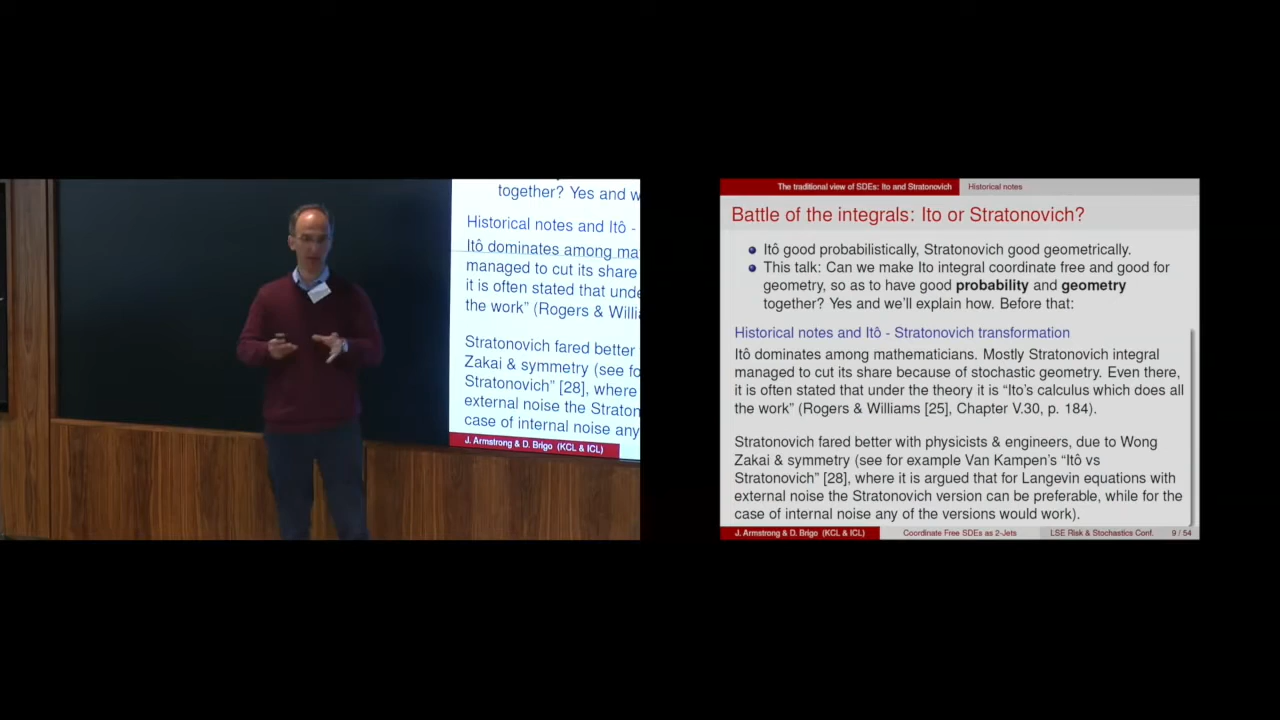 together? Yes and w
Historical notes and Itô -
Itô dominates among ma
managed to cut its share
it is often stated that unde
the work" (Rogers & Willia
Stratonovich fared better
Zakai & symmetry (see fo
Stratonovich" [28], where
external noise the Straton
case of internal noise any
J. Armstrong & D. Brigo (KCL & ICL)
The traditional view of SDEs: Ito and Stratonovich Historical notes
Battle of the integrals: Ito or Stratonovich?
Itô good probabilistically, Stratonovich good geometrically.
This talk: Can we make Ito integral coordinate free and good for
geometry, so as to have good probability and geometry
together? Yes and we'll explain how. Before that:
Historical notes and Itô - Stratonovich transformation
Itô dominates among mathematicians. Mostly Stratonovich integral
managed to cut its share because of stochastic geometry. Even there,
it is often stated that under the theory it is "Ito's calculus which does all
the work" (Rogers & Williams [25], Chapter V.30, p. 184).
Stratonovich fared better with physicists & engineers, due to Wong
Zakai & symmetry (see for example Van Kampen's "Itô vs
Stratonovich" [28], where it is argued that for Langevin equations with
external noise the Stratonovich version can be preferable, while for the
case of internal noise any of the versions would work).
J. Armstrong & D. Brigo (KCL & ICL) Coordinate Free SDEs as 2-Jets LSE Risk & Stochastics Conf. 9 / 54